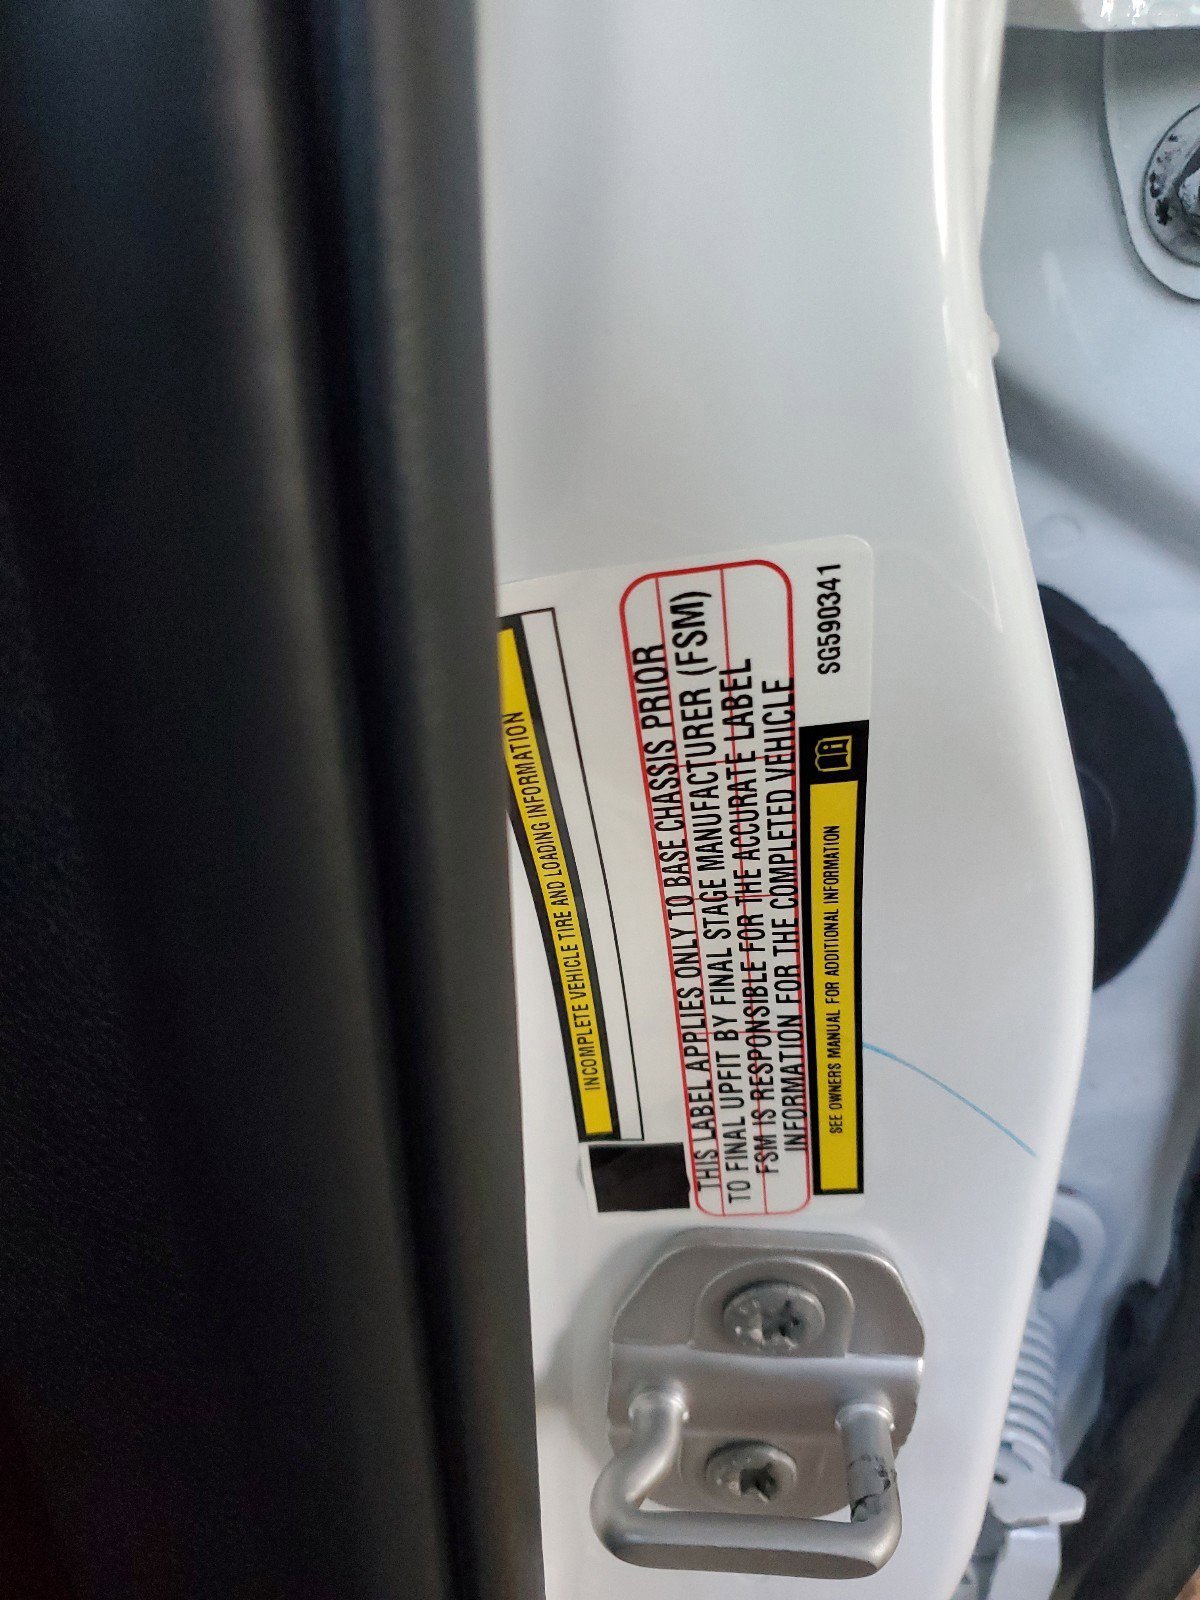 INCOMPLETE VEHICLE TIRE AND LOADING INFORMATION
THIS LABEL APPLIES ONLY TO BASE CHASSIS PRIOR
TO FINAL UPFIT BY FINAL STAGE MANUFACTURER (FSM)
FSM IS RESPONSIBLE FOR THE ACCURATE LABEL
INFORMATION FOR THE COMPLETED VEHICLE
SEE OWNERS MANUAL FOR ADDITIONAL INFORMATION
SG590341